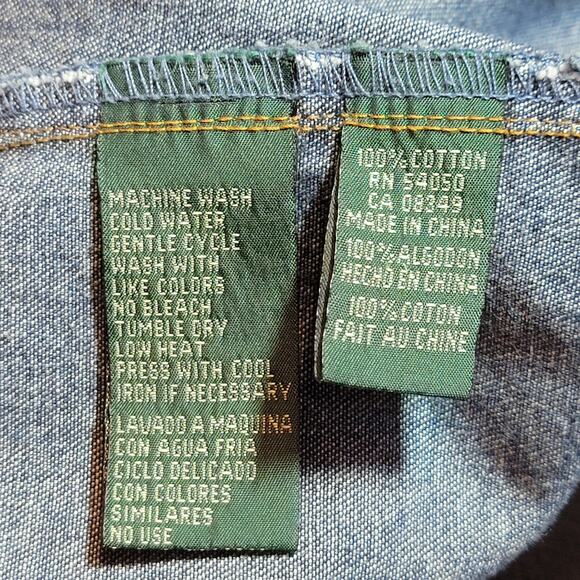 MACHINE WASH
COLD WATER
GENTLE CYCLE
WASH WITH
LIKE COLORS
NO BLEACH
TUMBLE DRY
LOW HEAT
PRESS WITH COOL
IRON IF NECESSARY
LAVADO A MAQUINA
CON AGUA FRIA
CICLO DELICADO
CON COLORES
SIMILARES
NO USE
100% COTTON
RN 54050
CA 08349
MADE IN CHINA
100% ALGODON
HECHO EN CHINA
100% COTON
FAIT AU CHINE